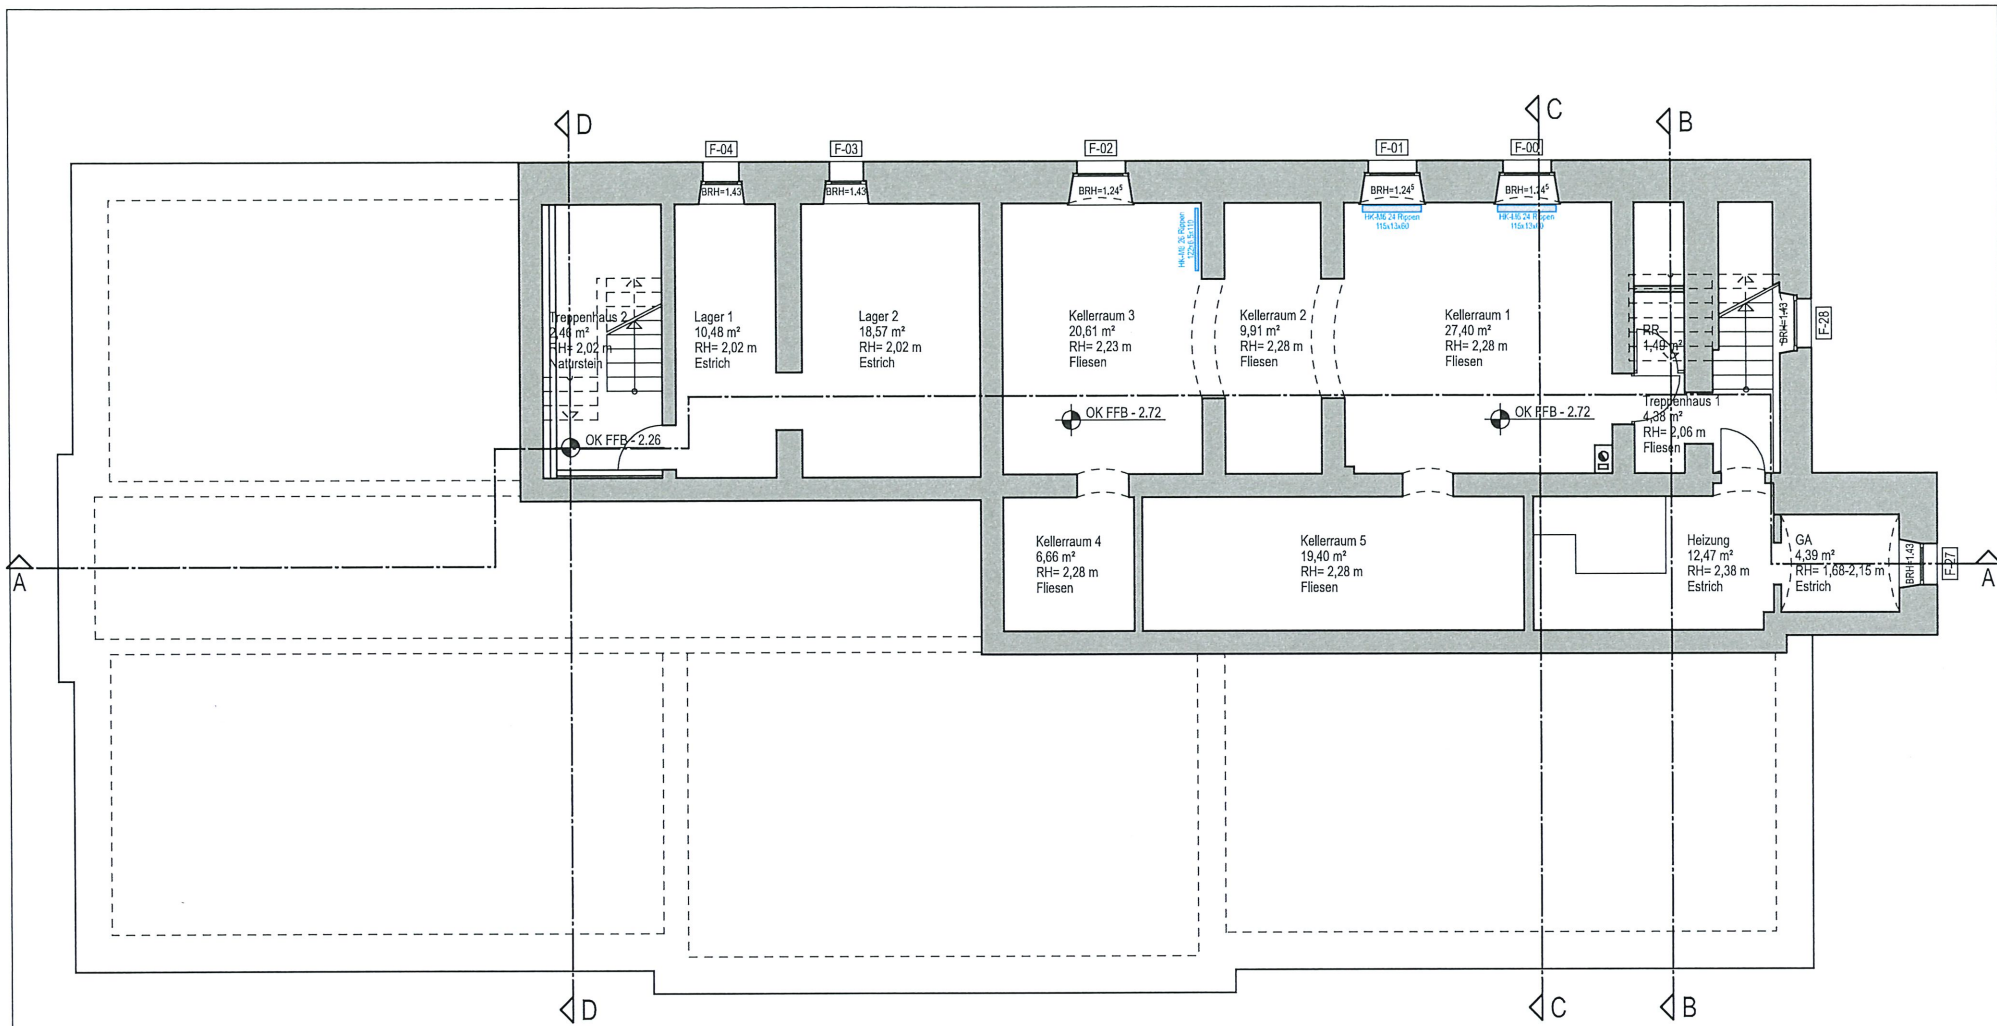 D
C
B
F-04
F-03
F-02
F-01
F-00
BRH=1.43
BRH=1.43
BRH=1.24⁵
BRH=1.24⁵
BRH=1.24⁵
HK-M6 24 Rippen
115x13x60
115x13x60
Treppenhaus 2
2,46 m²
RH= 2,02 m
Naturstein
Lager 1
10,48 m²
RH= 2,02 m
Estrich
Lager 2
18,57 m²
RH= 2,02 m
Estrich
Kellerraum 3
20,61 m²
RH= 2,23 m
Fliesen
Kellerraum 2
9,91 m²
RH= 2,28 m
Fliesen
Kellerraum 1
27,40 m²
RH= 2,28 m
Fliesen
RR
1,49 m²
BRH=1.43
F-28
OK FFB - 2.26
OK FFB - 2.72
OK FFB - 2.72
Treppenhaus 1
4,38 m²
RH= 2,06 m
Fliesen
Kellerraum 4
6,66 m²
RH= 2,28 m
Fliesen
Kellerraum 5
19,40 m²
RH= 2,28 m
Fliesen
Heizung
12,47 m²
RH= 2,38 m
Estrich
GA
4,39 m²
RH= 1,68-2,15 m
Estrich
BRH=1.43
F-27
A
A
D
C
B